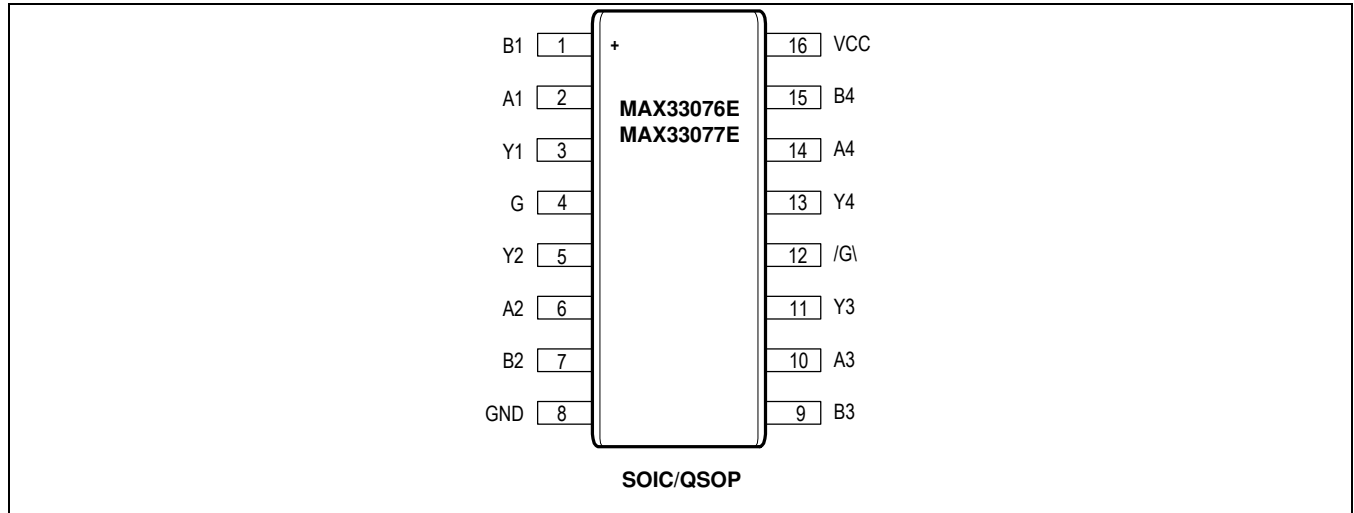 B1 1 + 16 VCC
A1 2 15 B4
MAX33076E
MAX33077E
Y1 3 14 A4
G 4 13 Y4
Y2 5 12 /G\
A2 6 11 Y3
B2 7 10 A3
GND 8 9 B3
SOIC/QSOP